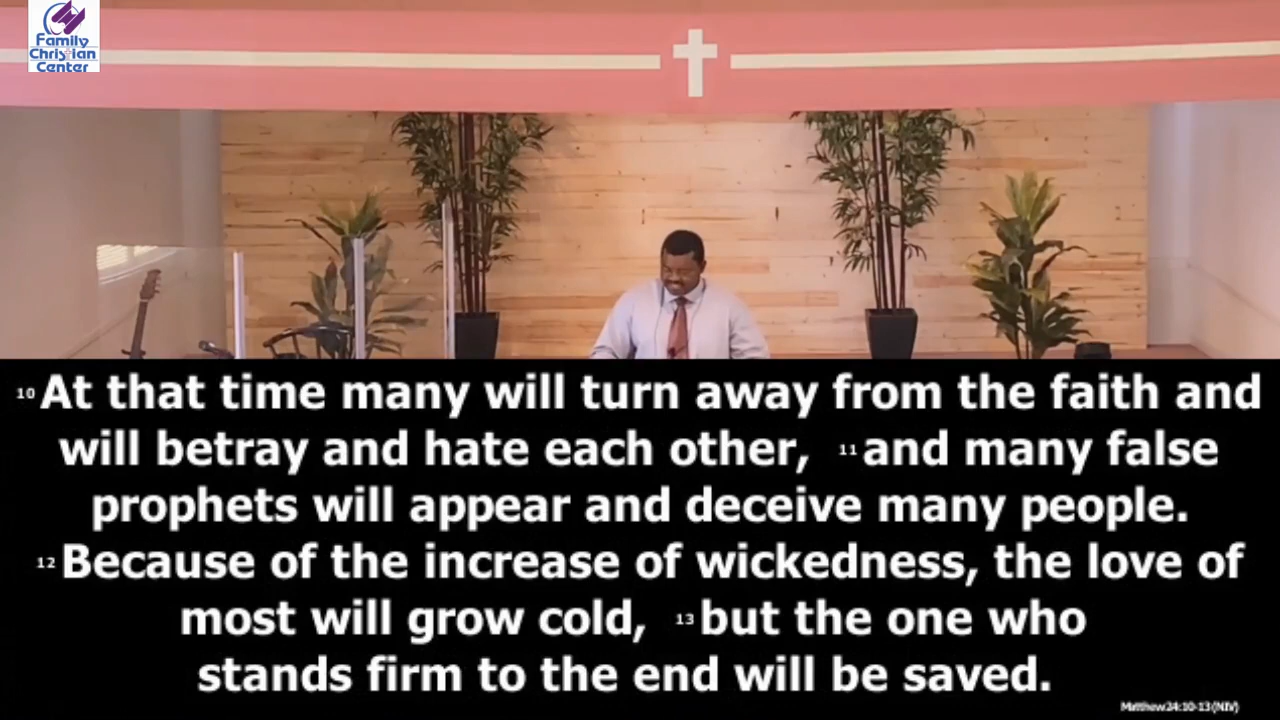 Family
Christian
Center
10 At that time many will turn away from the faith and
will betray and hate each other, 11 and many false
prophets will appear and deceive many people.
12 Because of the increase of wickedness, the love of
most will grow cold, 13 but the one who
stands firm to the end will be saved.
Matthew 24:10-13 (NIV)